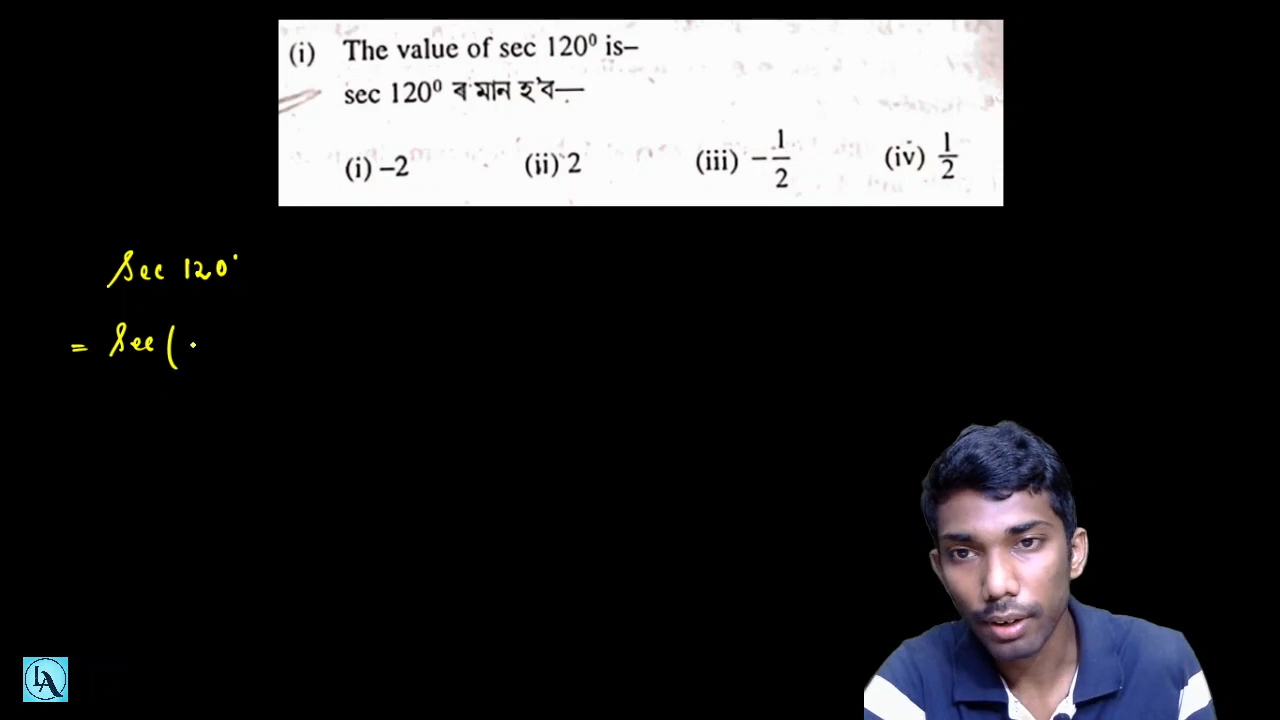 (i) The value of sec 120⁰ is–
sec 120⁰ ৰ মান হ'ব—
(i) –2 (ii) 2 (iii) –1/2 (iv) 1/2
Sec 120°
= Sec (
LA